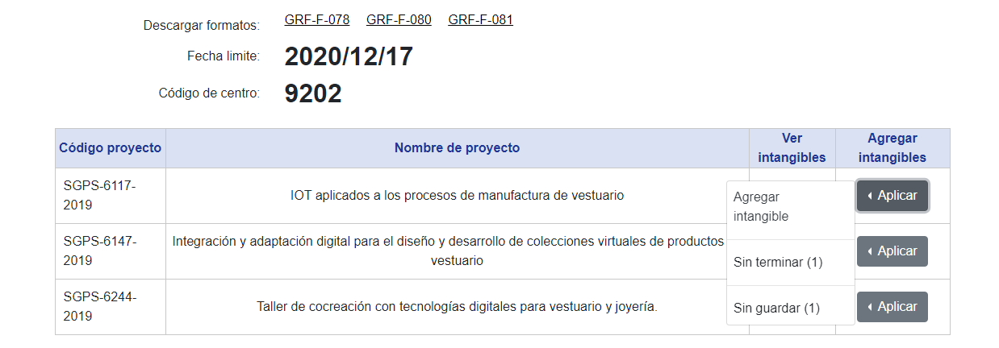 Descargar formatos: GRF-F-078 GRF-F-080 GRF-F-081
Fecha limite: 2020/12/17
Código de centro: 9202
Código proyecto Nombre de proyecto Ver intangibles Agregar intangibles
SGPS-6117-
2019
IOT aplicados a los procesos de manufactura de vestuario
Aplicar
Agregar
intangible
Sin terminar (1)
Sin guardar (1)
SGPS-6147-
2019
Integración y adaptación digital para el diseño y desarrollo de colecciones virtuales de productos
vestuario
Aplicar
SGPS-6244-
2019
Taller de cocreación con tecnologías digitales para vestuario y joyería.
Aplicar